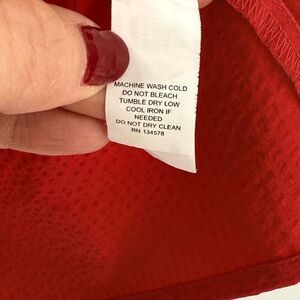 MACHINE WASH COLD
DO NOT BLEACH
TUMBLE DRY LOW
COOL IRON IF
NEEDED
DO NOT DRY CLEAN
RN 134578